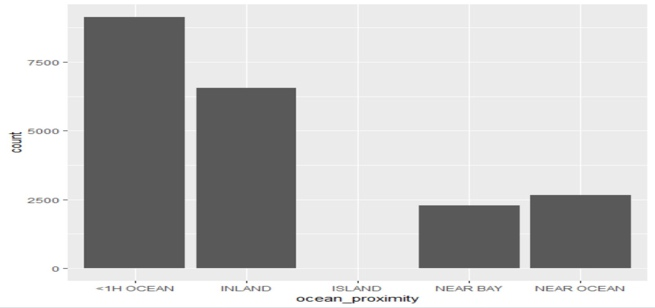 7500
5000
2500
0
count
<1H OCEAN INLAND ISLAND NEAR BAY NEAR OCEAN
ocean_proximity